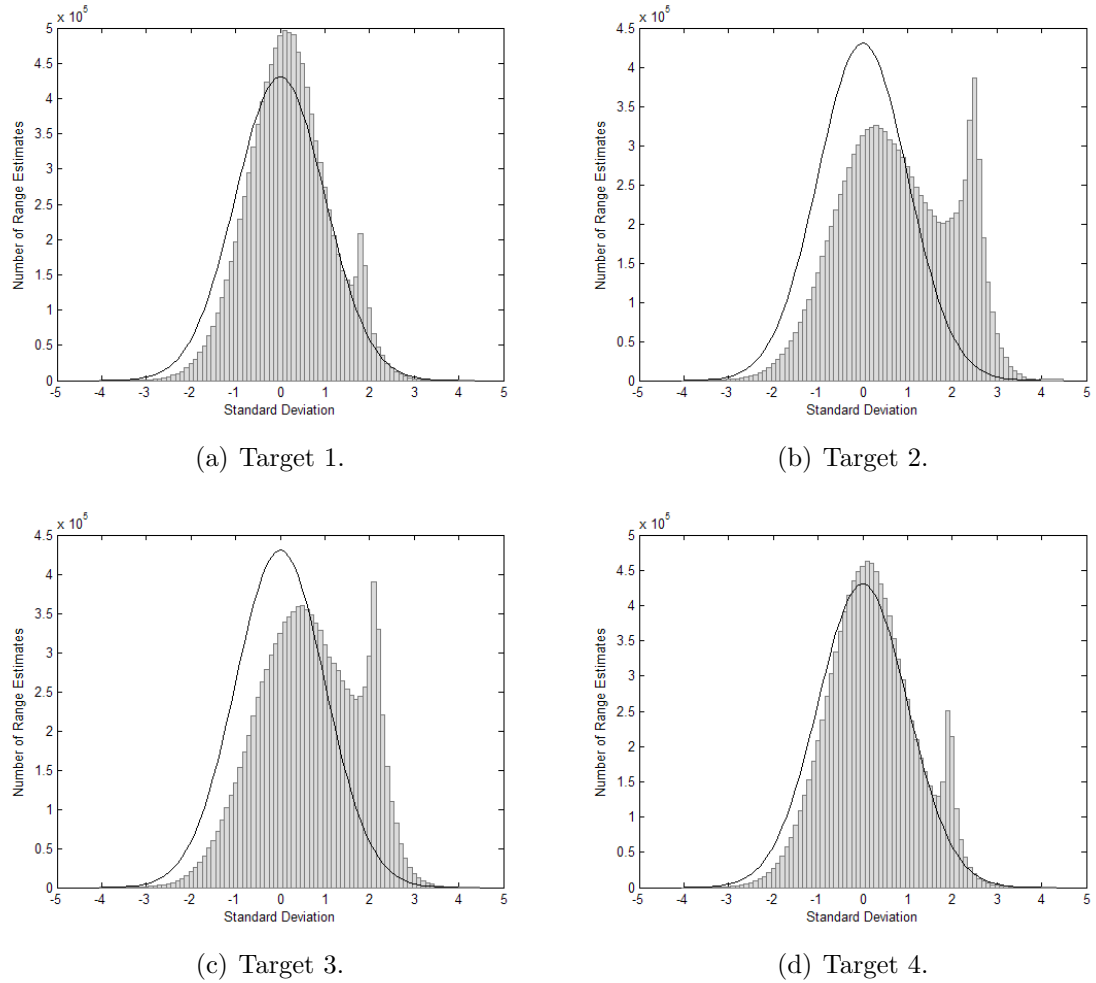 x 10^5
5
4.5
4
3.5
3
2.5
2
1.5
1
0.5
0
-5 -4 -3 -2 -1 0 1 2 3 4 5
Number of Range Estimates
Standard Deviation
(a) Target 1.
x 10^5
4.5
4
3.5
3
2.5
2
1.5
1
0.5
0
-5 -4 -3 -2 -1 0 1 2 3 4 5
Number of Range Estimates
Standard Deviation
(b) Target 2.
x 10^5
4.5
4
3.5
3
2.5
2
1.5
1
0.5
0
-5 -4 -3 -2 -1 0 1 2 3 4 5
Number of Range Estimates
Standard Deviation
(c) Target 3.
x 10^5
5
4.5
4
3.5
3
2.5
2
1.5
1
0.5
0
-5 -4 -3 -2 -1 0 1 2 3 4 5
Number of Range Estimates
Standard Deviation
(d) Target 4.